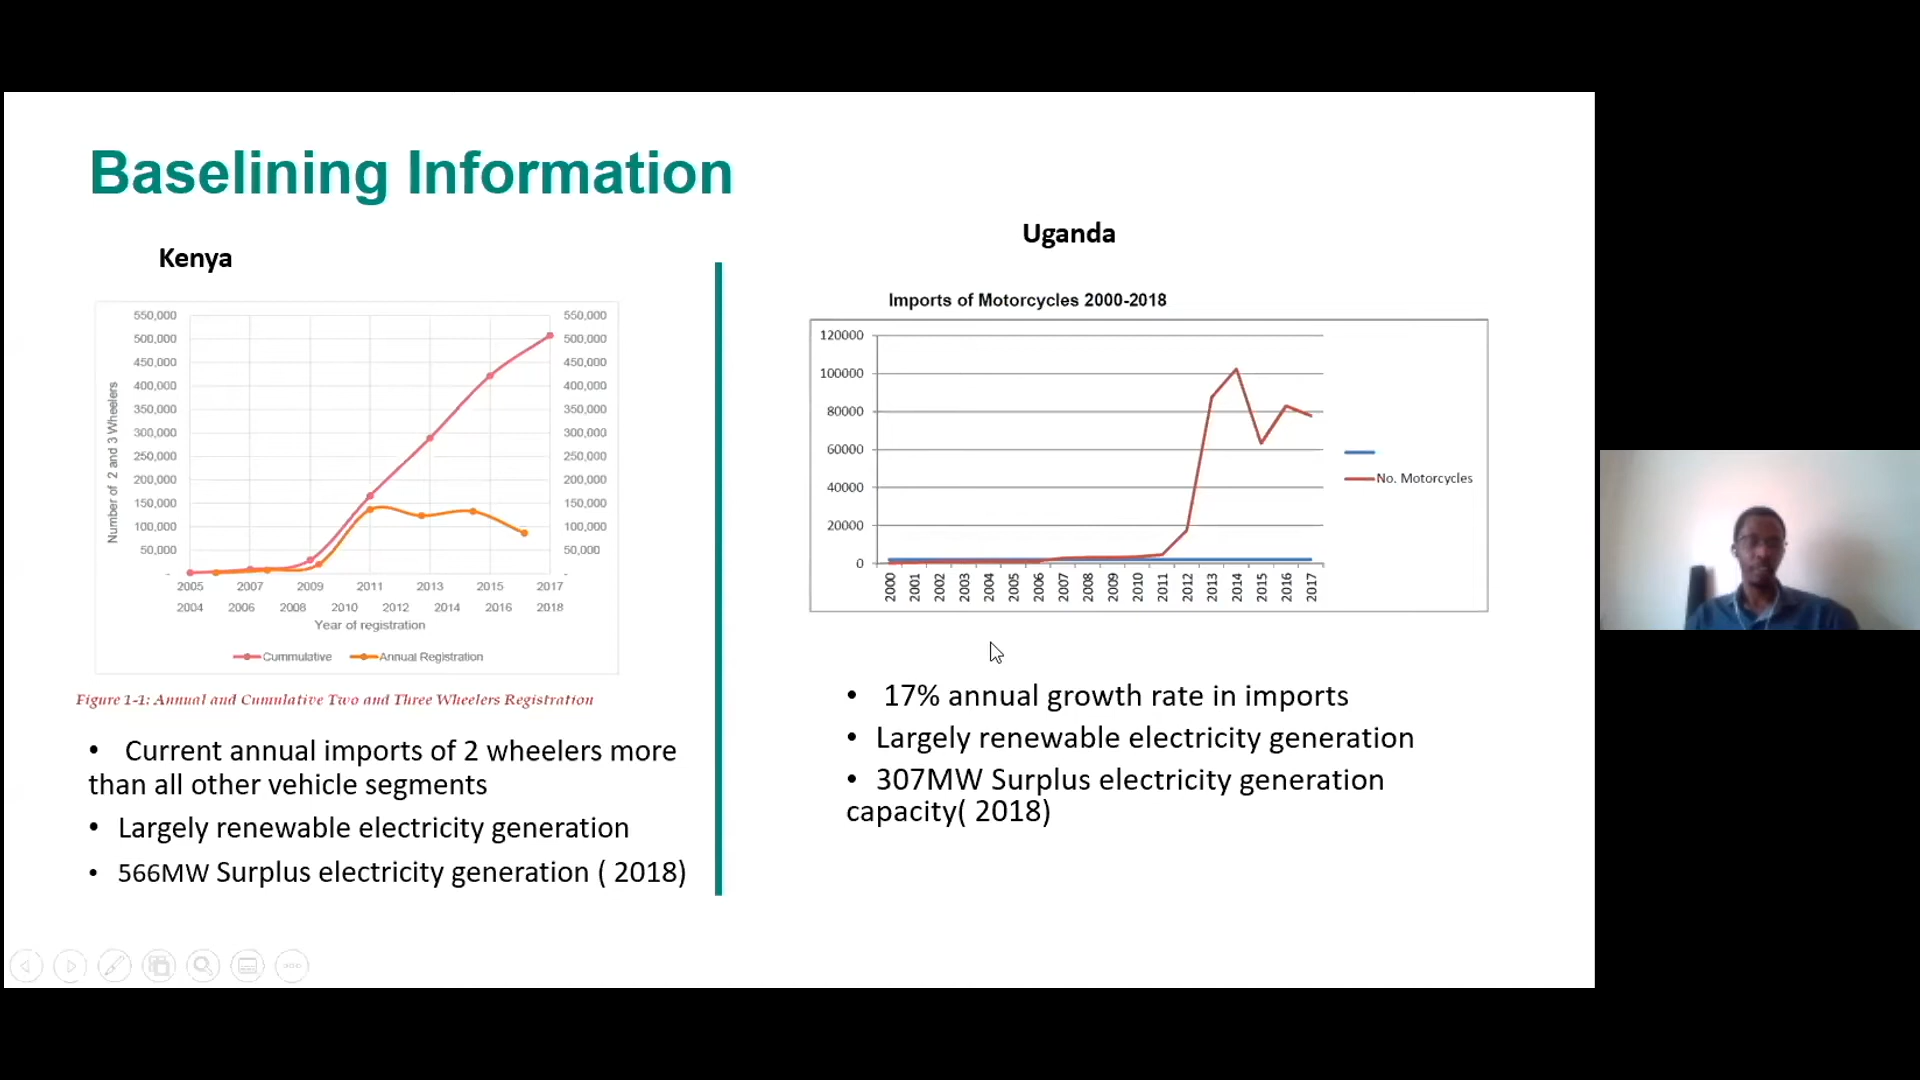 Baselining Information
Kenya
550,000
500,000
450,000
400,000
350,000
300,000
250,000
200,000
150,000
100,000
50,000
-
Number of 2 and 3 Wheelers
550,000
500,000
450,000
400,000
350,000
300,000
250,000
200,000
150,000
100,000
50,000
-
2005 2007 2009 2011 2013 2015 2017
2004 2006 2008 2010 2012 2014 2016 2018
Year of registration
Cummulative Annual Registration
Figure 1-1: Annual and Cumulative Two and Three Wheelers Registration
• Current annual imports of 2 wheelers more
than all other vehicle segments
• Largely renewable electricity generation
• 566MW Surplus electricity generation ( 2018)
Uganda
Imports of Motorcycles 2000-2018
120000
100000
80000
60000
40000
20000
0
2000 2001 2002 2003 2004 2005 2006 2007 2008 2009 2010 2011 2012 2013 2014 2015 2016 2017
No. Motorcycles
• 17% annual growth rate in imports
• Largely renewable electricity generation
• 307MW Surplus electricity generation
capacity( 2018)